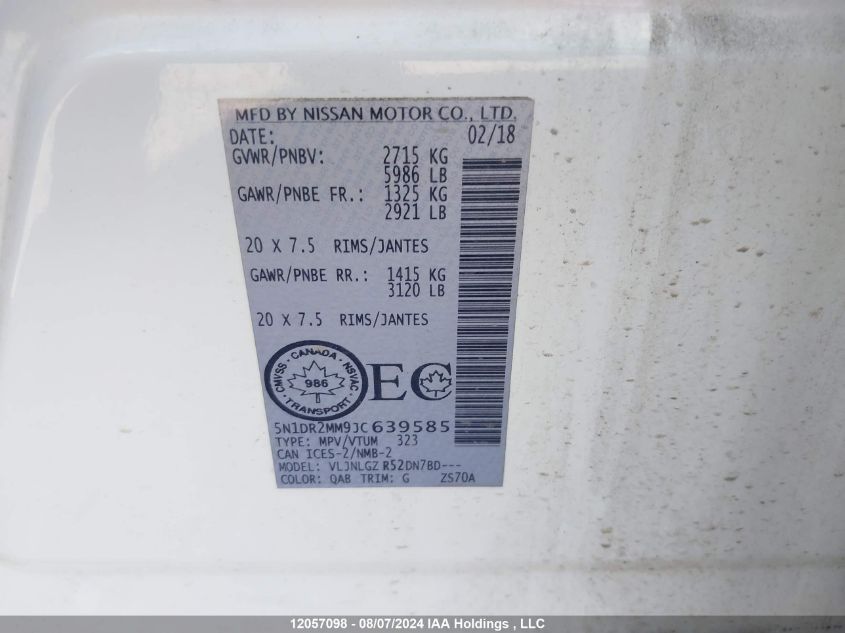 MFD BY NISSAN MOTOR CO., LTD.
DATE: 02/18
GVWR/PNBV: 2715 KG
5986 LB
GAWR/PNBE FR.: 1325 KG
2921 LB
20 X 7.5 RIMS/JANTES
GAWR/PNBE RR.: 1415 KG
3120 LB
20 X 7.5 RIMS/JANTES
CMVSS · CANADA · NSVAC
986
TRANSPORT
EC
5N1DR2MM9JC639585
TYPE: MPV/VTUM 323
CAN ICES-2/NMB-2
MODEL: VLJNLGZ R52DN7BD---
COLOR: QAB TRIM: G ZS70A
12057098 - 08/07/2024 IAA Holdings , LLC